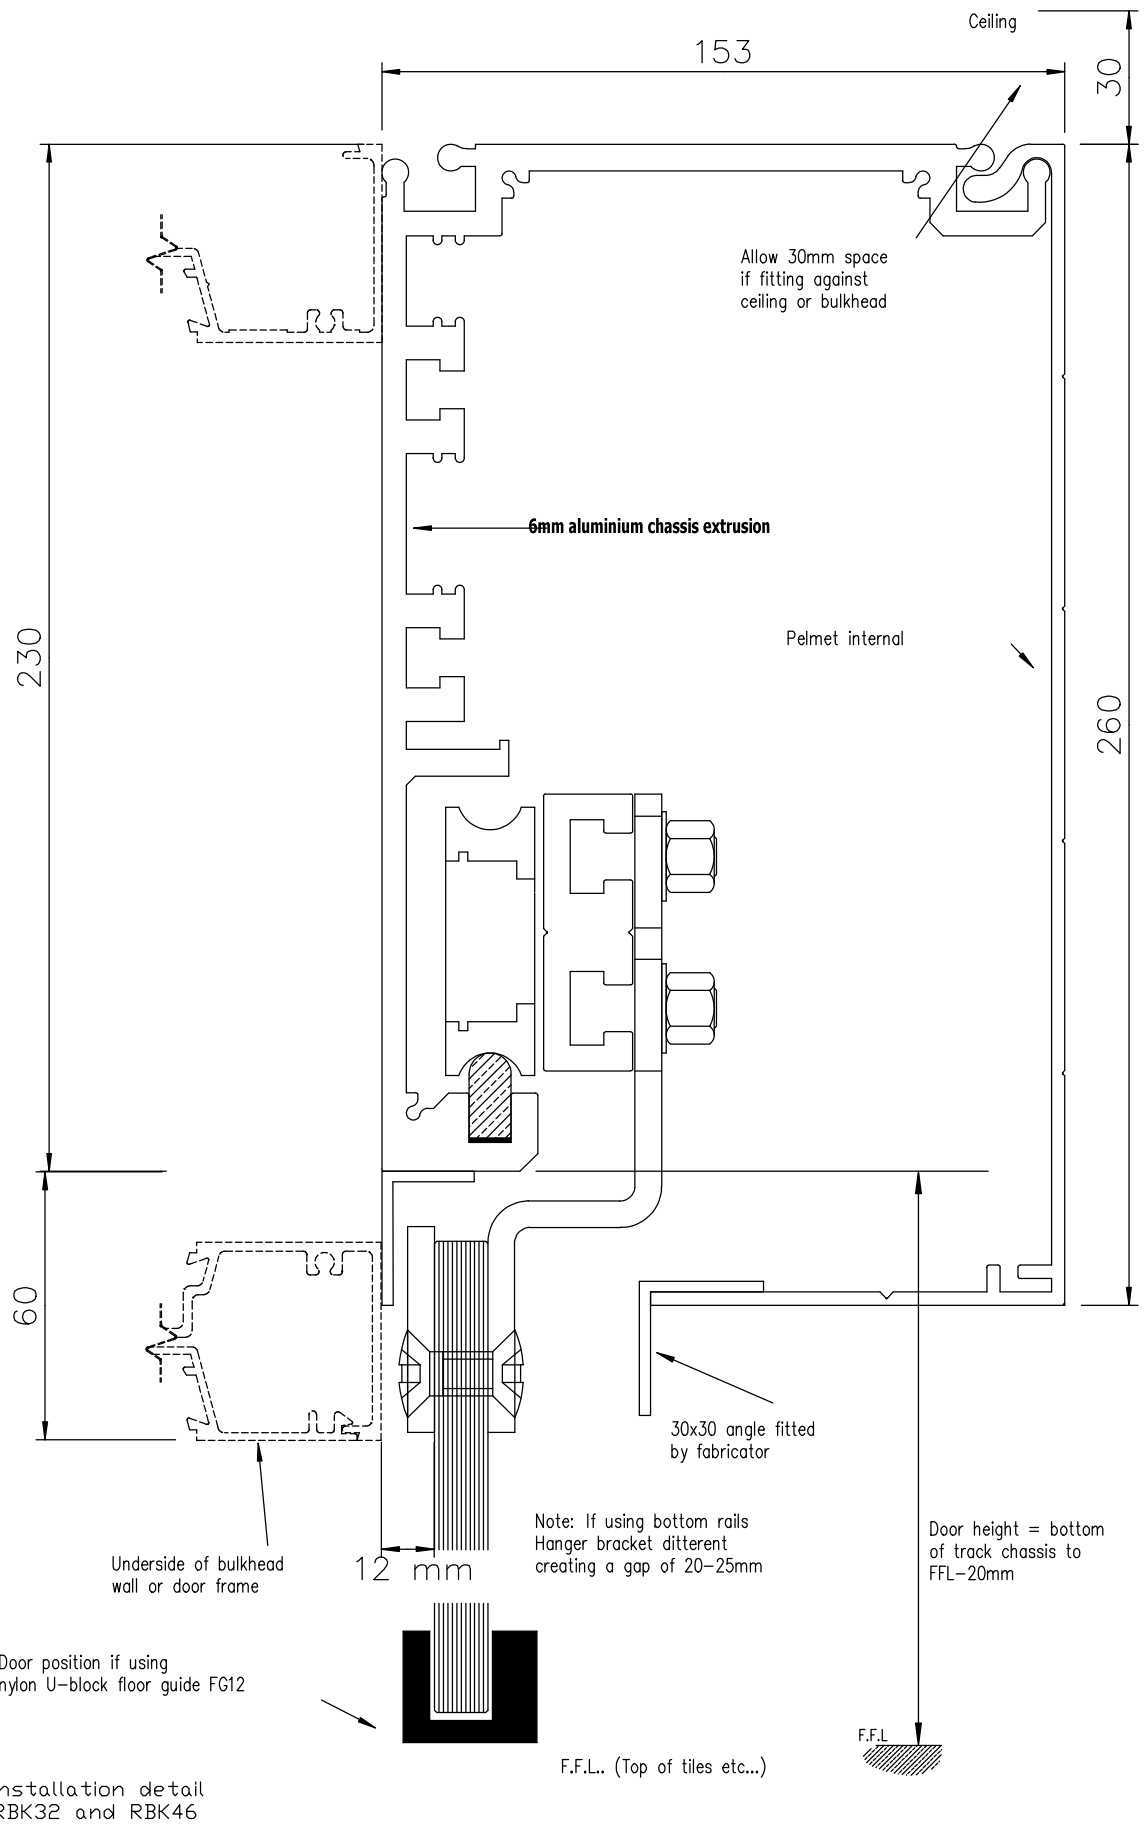 Ceiling
153
30
Allow 30mm space
if fitting against
ceiling or bulkhead
6mm aluminium chassis extrusion
230
Pelmet internal
260
60
30x30 angle fitted
by fabricator
Note: If using bottom rails
Hanger bracket ditterent
creating a gap of 20-25mm
Door height = bottom
of track chassis to
FFL-20mm
Underside of bulkhead
wall or door frame
12 mm
Door position if using
nylon U-block floor guide FG12
F.F.L
F.F.L.. (Top of tiles etc...)
nstallation detail
RBK32 and RBK46